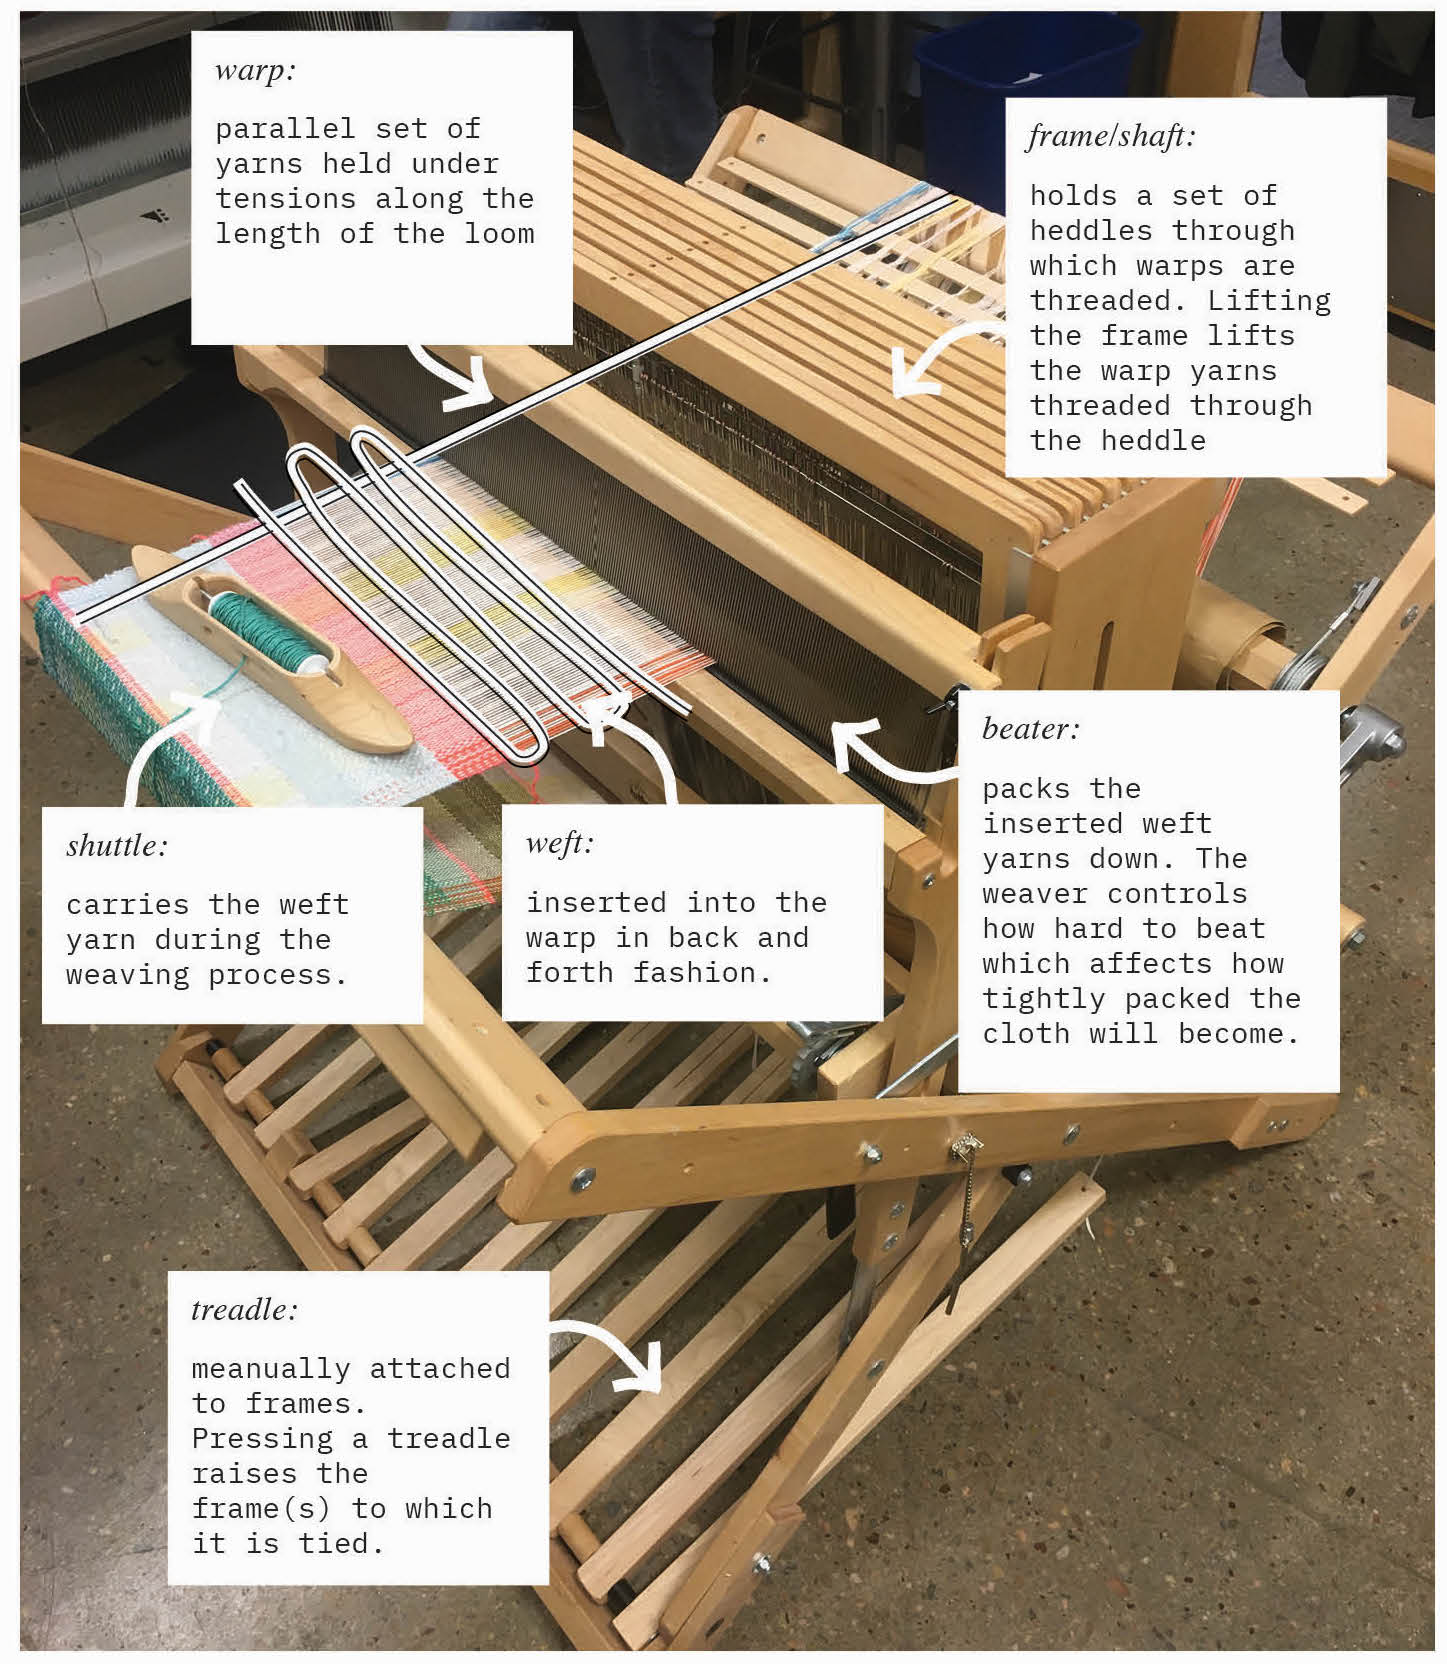 warp:
parallel set of
yarns held under
tensions along the
length of the loom
frame/shaft:
holds a set of
heddles through
which warps are
threaded. Lifting
the frame lifts
the warp yarns
threaded through
the heddle
shuttle:
carries the weft
yarn during the
weaving process.
weft:
inserted into the
warp in back and
forth fashion.
beater:
packs the
inserted weft
yarns down. The
weaver controls
how hard to beat
which affects how
tightly packed the
cloth will become.
treadle:
meanually attached
to frames.
Pressing a treadle
raises the
frame(s) to which
it is tied.